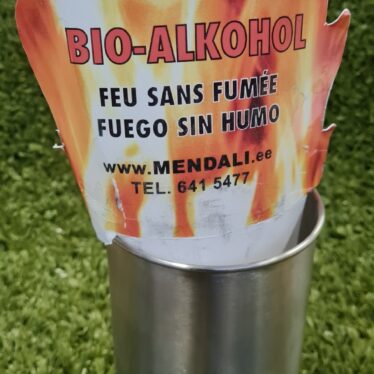 BIO-ALKOHOL
FEU SANS FUMÉE
FUEGO SIN HUMO
www.MENDALI.ee
TEL. 641 5477